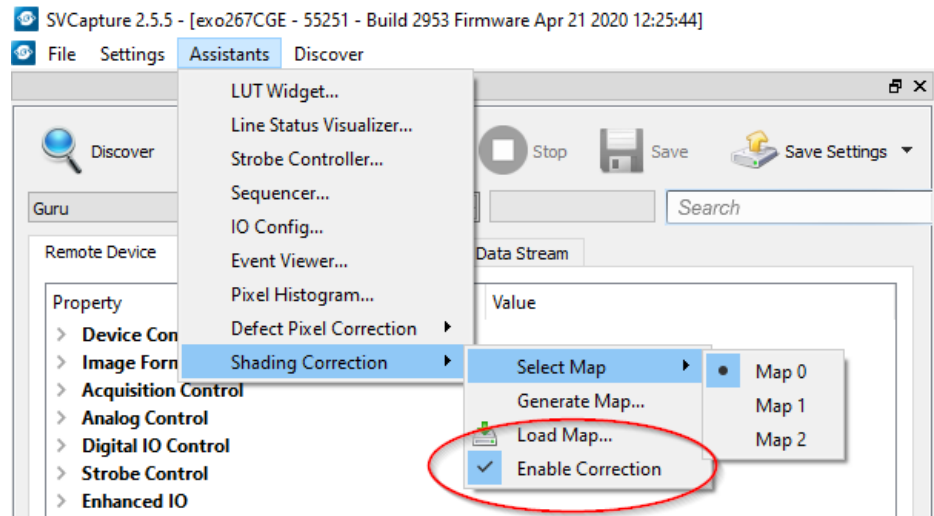 SVCapture 2.5.5 - [exo267CGE - 55251 - Build 2953 Firmware Apr 21 2020 12:25:44]
File Settings Assistants Discover
LUT Widget...
Line Status Visualizer...
Strobe Controller...
Sequencer...
IO Config...
Event Viewer...
Pixel Histogram...
Defect Pixel Correction
Shading Correction
Discover
Stop
Save
Save Settings
Guru
Search
Remote Device
Data Stream
Property
Value
Device Con
Image Form
Acquisition Control
Analog Control
Digital IO Control
Strobe Control
Enhanced IO
Select Map
Generate Map...
Load Map...
Enable Correction
Map 0
Map 1
Map 2